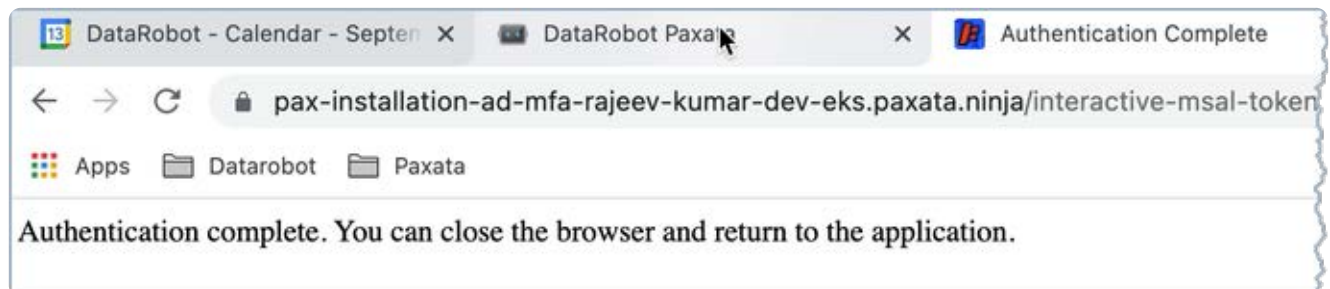 13 DataRobot - Calendar - Septen DataRobot Paxata Authentication Complete
pax-installation-ad-mfa-rajeev-kumar-dev-eks.paxata.ninja/interactive-msal-token
Apps Datarobot Paxata
Authentication complete. You can close the browser and return to the application.